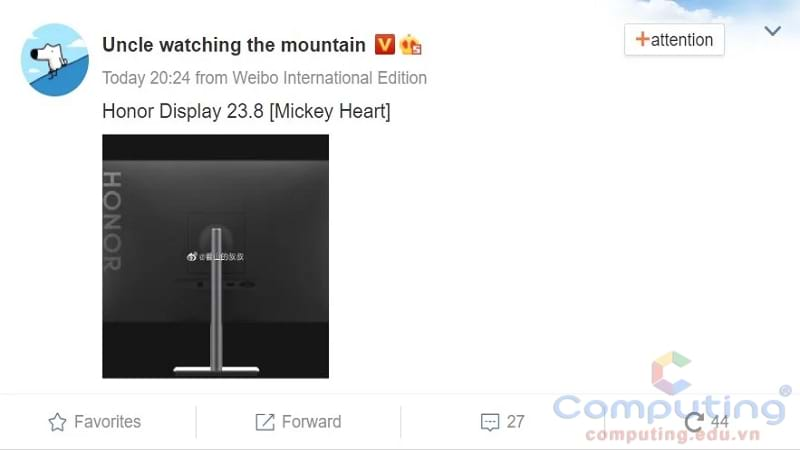 Uncle watching the mountain
+attention
Today 20:24 from Weibo International Edition
Honor Display 23.8 [Mickey Heart]
HONOR
@看山的叔叔
Favorites
Forward
27
44
Computing®
computing.edu.vn